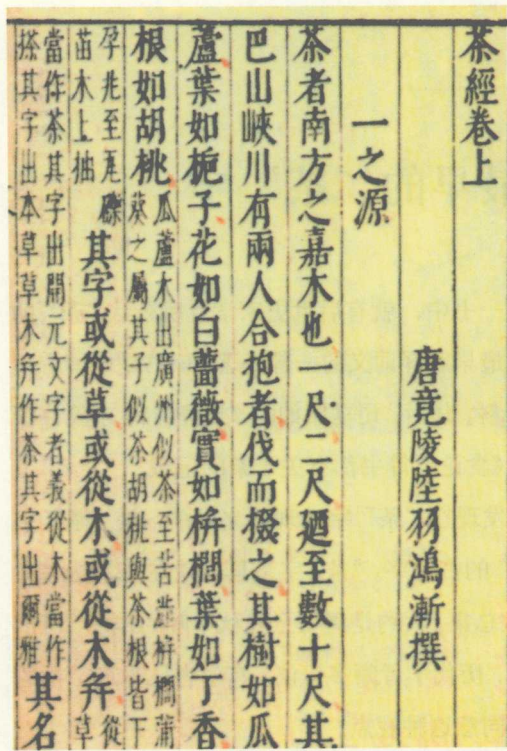 茶經卷上
唐竟陵陸羽鴻漸撰
一之源
茶者南方之嘉木也一尺二尺廼至數十尺其
巴山峽川有兩人合抱者伐而掇之其樹如瓜
蘆葉如梔子花如白薔薇實如栟櫚葉如丁香
根如胡桃瓜蘆木出廣州似茶至苦澁栟櫚蒲葵之屬其子似茶胡桃與茶根皆下
孕兆至瓦礫苗木上抽其字或從草或從木或從木并從草
當作茶其字出開元文字者義從木當作搽其字出本草草木并作茶其字出爾雅其名